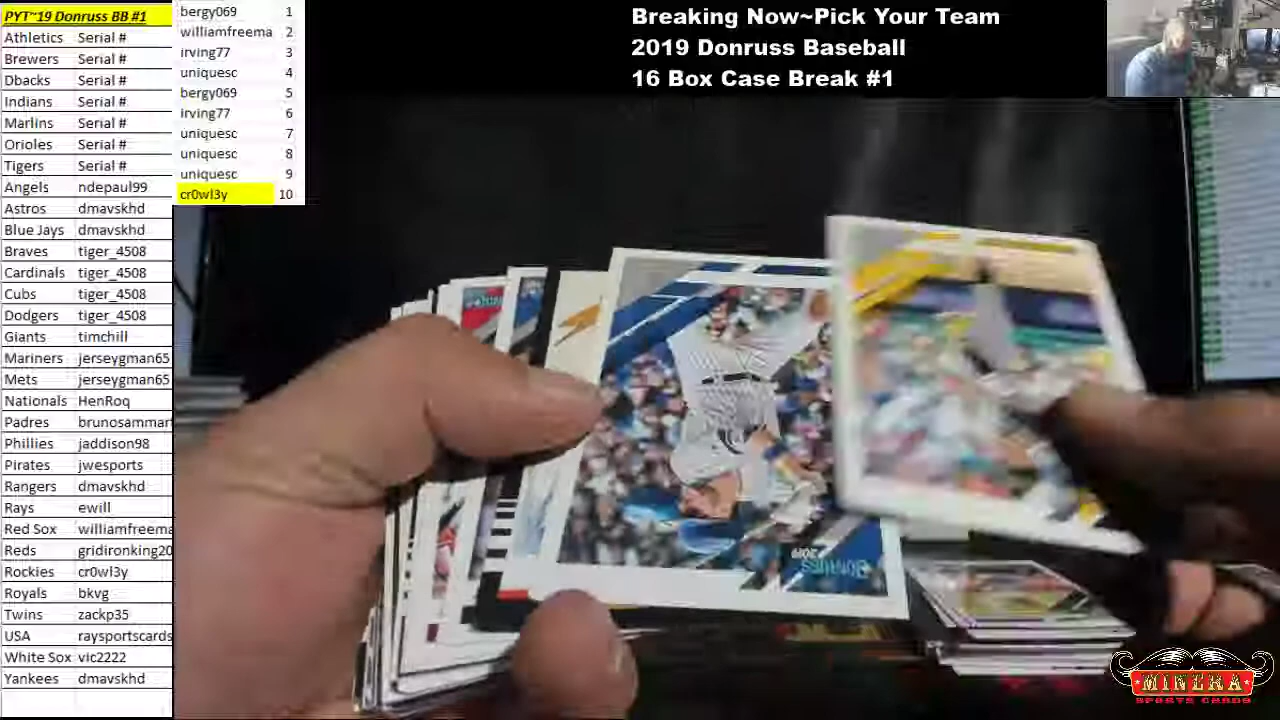 PYT~19 Donruss BB #1
Athletics Serial #
Brewers Serial #
Dbacks Serial #
Indians Serial #
Marlins Serial #
Orioles Serial #
Tigers Serial #
Angels ndepaul99
Astros dmavskhd
Blue Jays dmavskhd
Braves tiger_4508
Cardinals tiger_4508
Cubs tiger_4508
Dodgers tiger_4508
Giants timchill
Mariners jerseygman65
Mets jerseygman65
Nationals HenRoq
Padres brunosammar
Phillies jaddison98
Pirates jwesports
Rangers dmavskhd
Rays ewill
Red Sox williamfreema
Reds gridironking20
Rockies cr0wl3y
Royals bkvg
Twins zackp35
USA raysportscards
White Sox vic2222
Yankees dmavskhd
bergy069 1
williamfreema 2
irving77 3
uniquesc 4
bergy069 5
irving77 6
uniquesc 7
uniquesc 8
uniquesc 9
cr0wl3y 10
Breaking Now~Pick Your Team
2019 Donruss Baseball
16 Box Case Break #1
2019
DONRUSS
MINERA
SPORTS CARDS